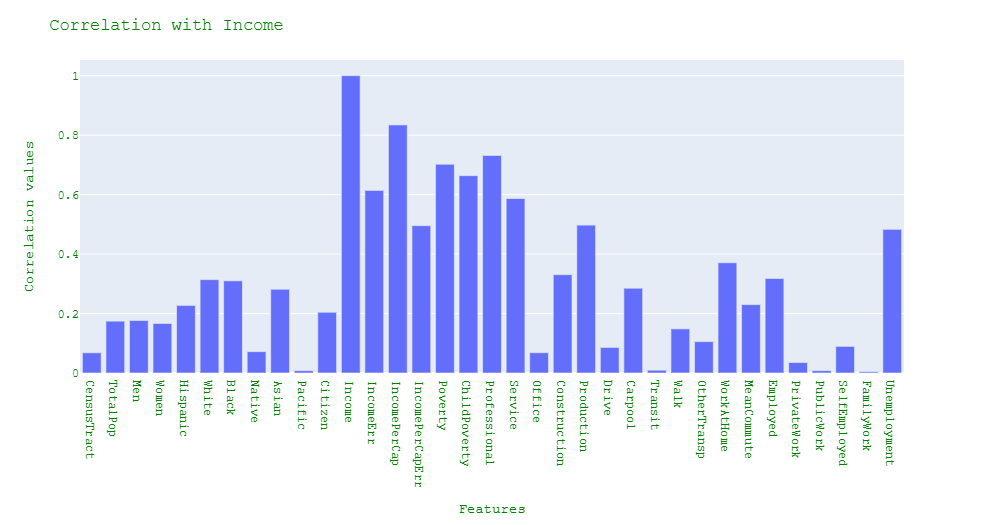 Correlation with Income
Correlation values
1
0.8
0.6
0.4
0.2
0
CensusTract
TotalPop
Men
Women
Hispanic
White
Black
Native
Asian
Pacific
Citizen
Income
IncomeErr
IncomePerCap
IncomePerCapErr
Poverty
ChildPoverty
Professional
Service
Office
Construction
Production
Drive
Carpool
Transit
Walk
OtherTransp
WorkAtHome
MeanCommute
Employed
PrivateWork
PublicWork
SelfEmployed
FamilyWork
Unemployment
Features